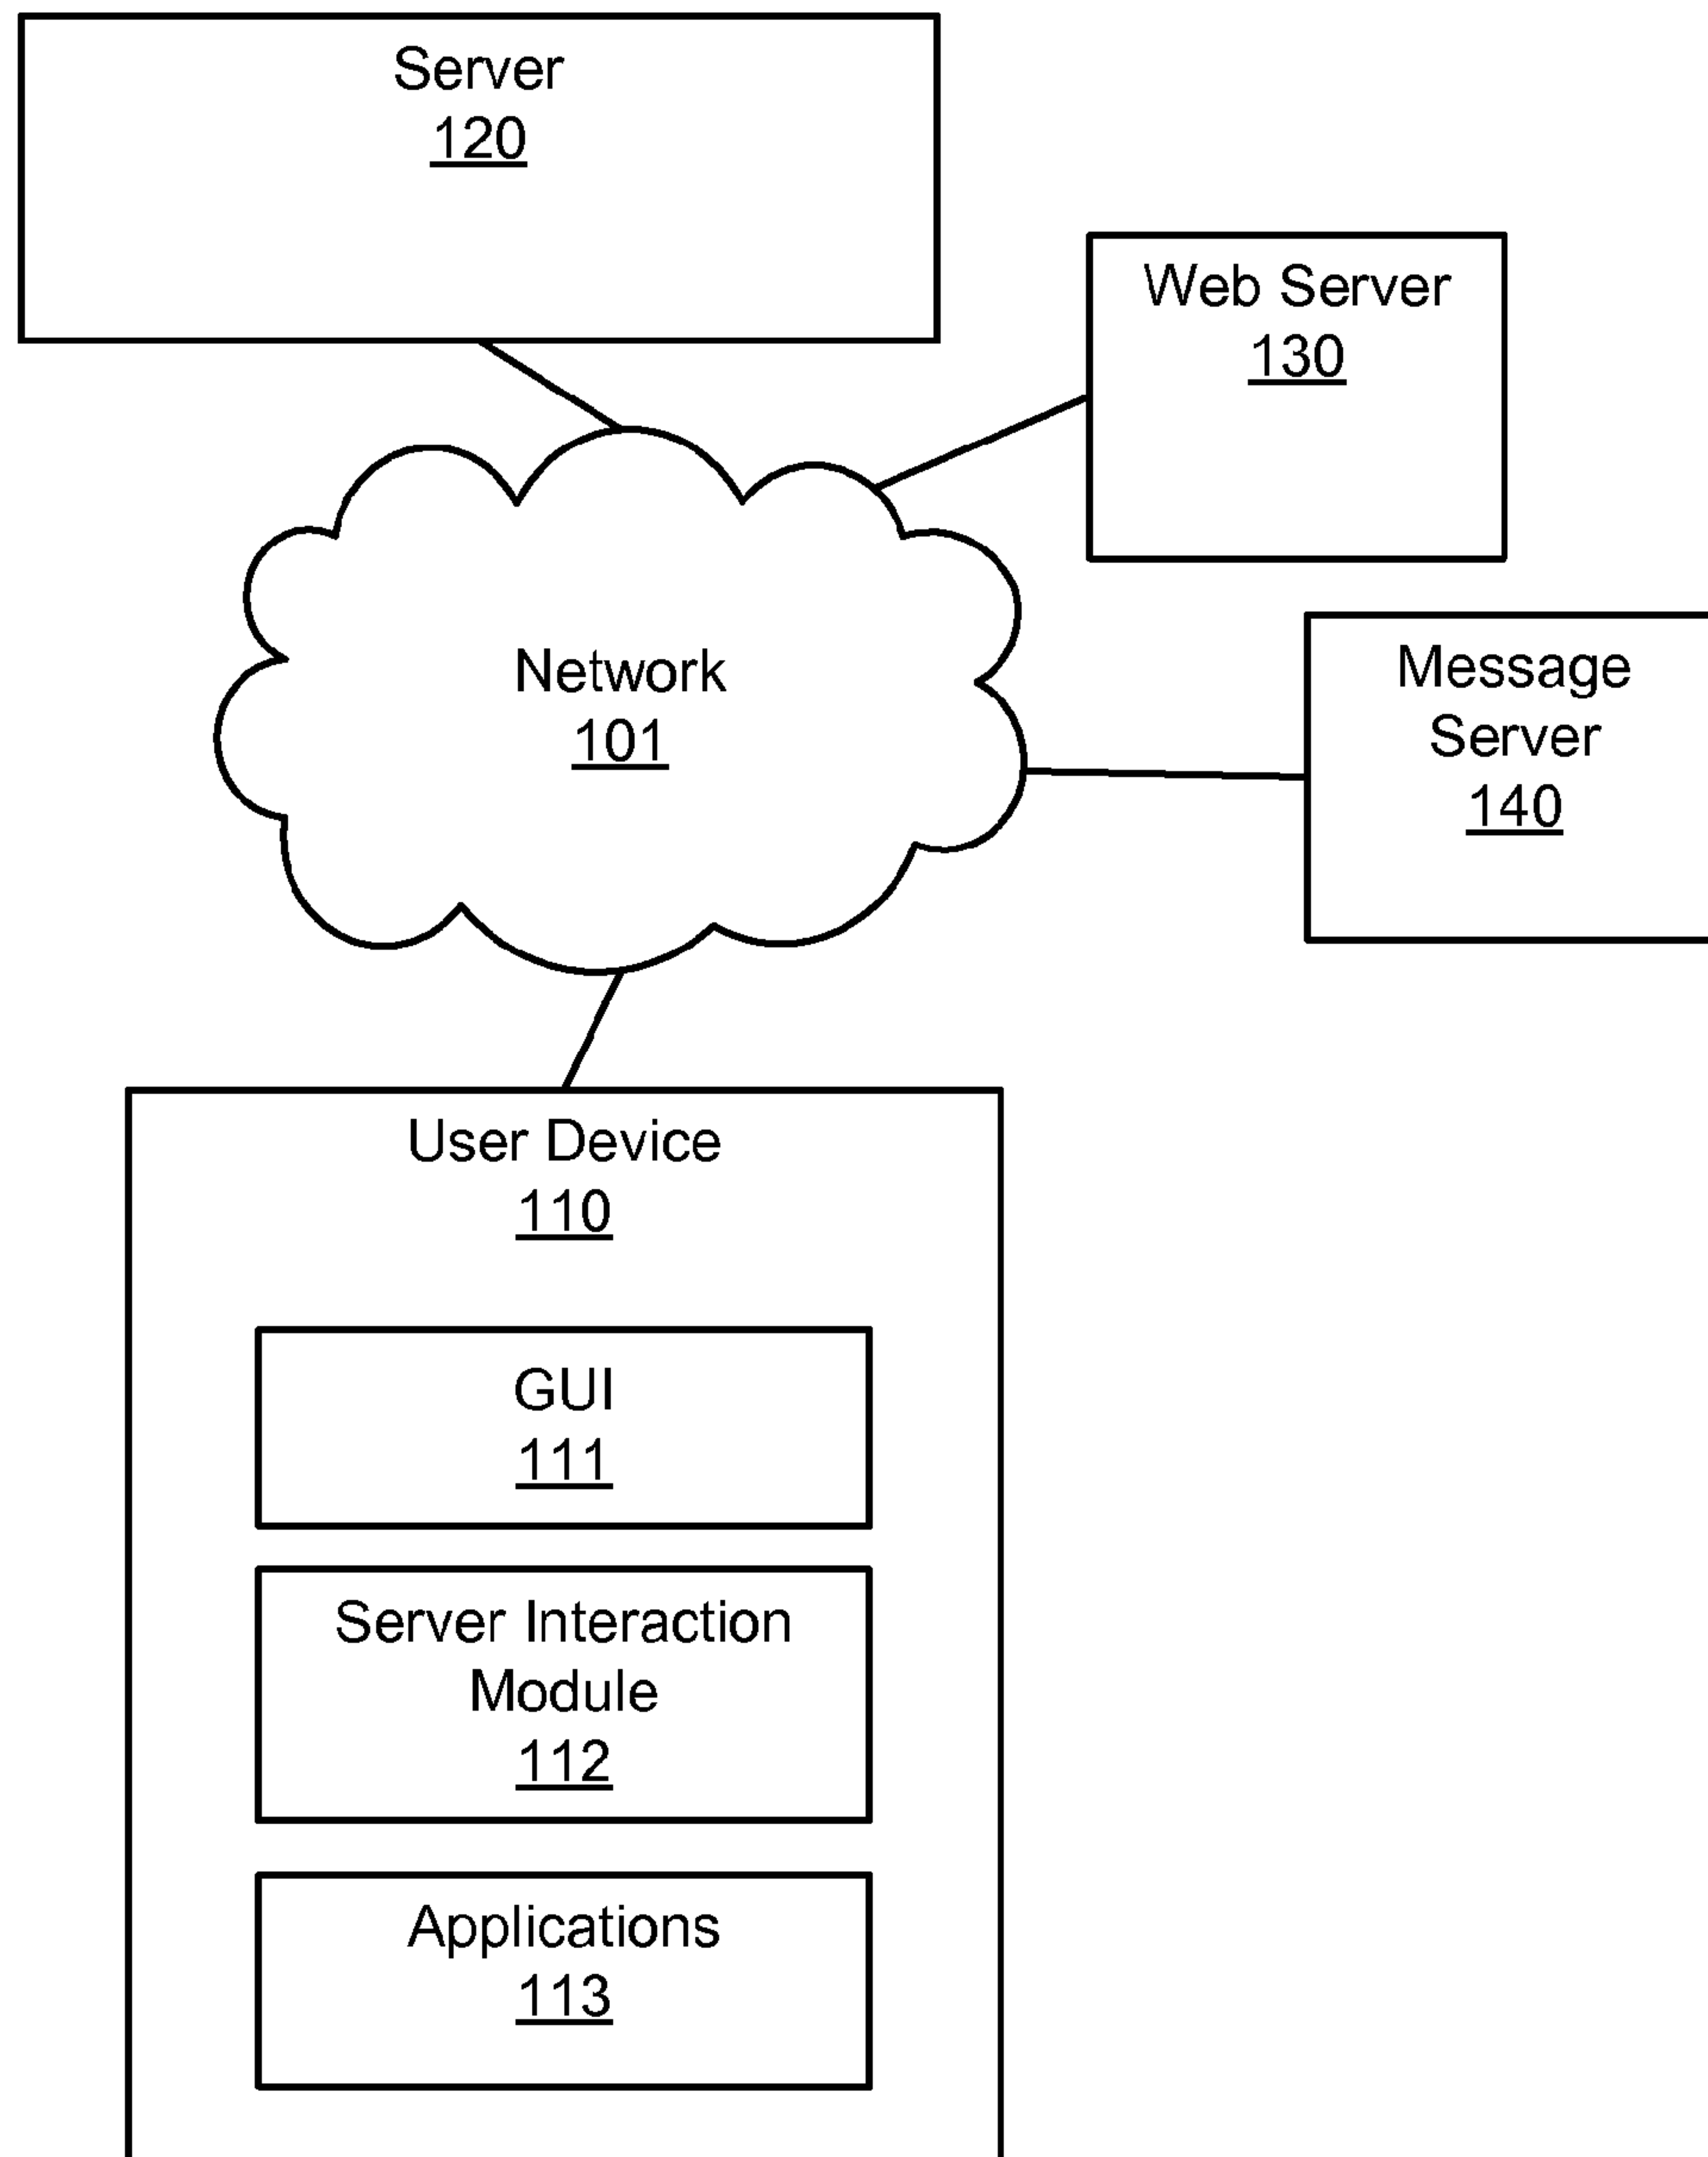 Server
120
Web Server
130
Network
101
Message
Server
140
User Device
110
GUI
111
Server Interaction
Module
112
Applications
113